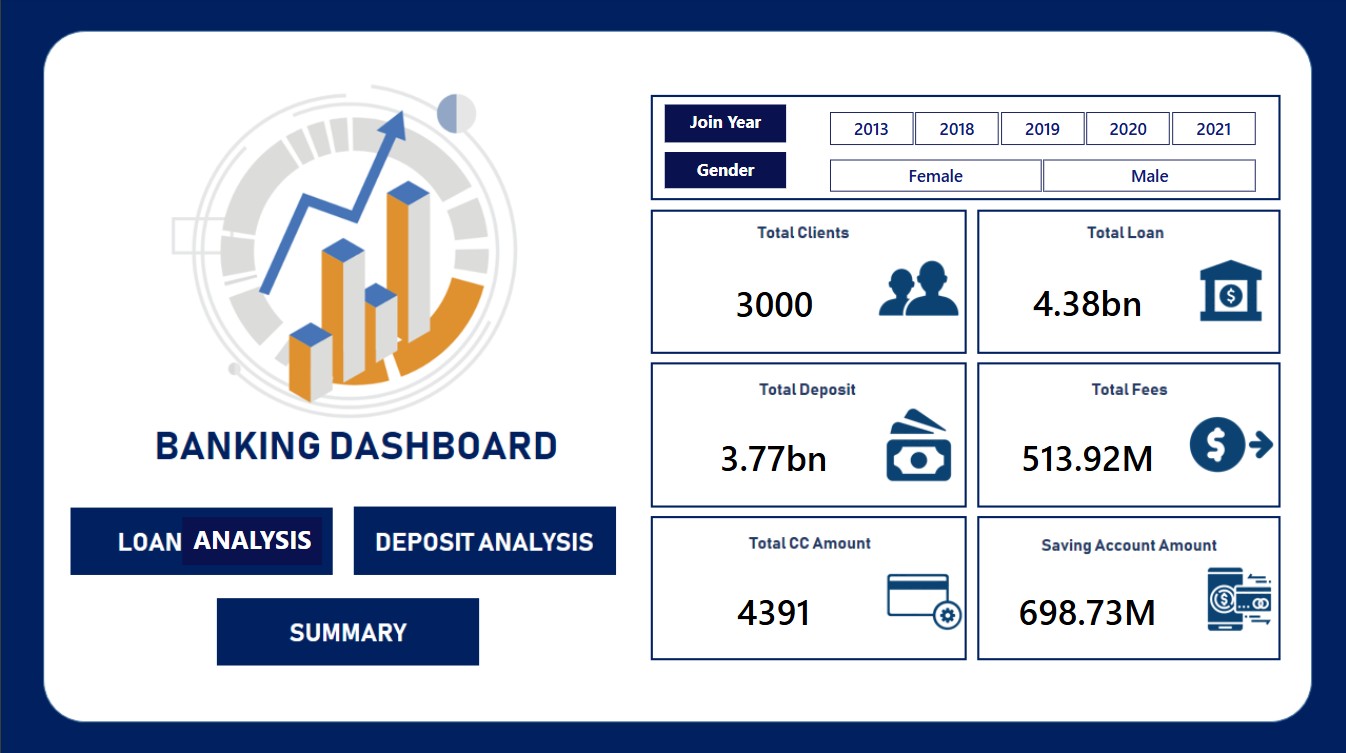 BANKING DASHBOARD
LOAN ANALYSIS
DEPOSIT ANALYSIS
SUMMARY
Join Year
2013
2018
2019
2020
2021
Gender
Female
Male
Total Clients
3000
Total Loan
4.38bn
$
Total Deposit
3.77bn
Total Fees
513.92M
$
Total CC Amount
4391
Saving Account Amount
698.73M
$